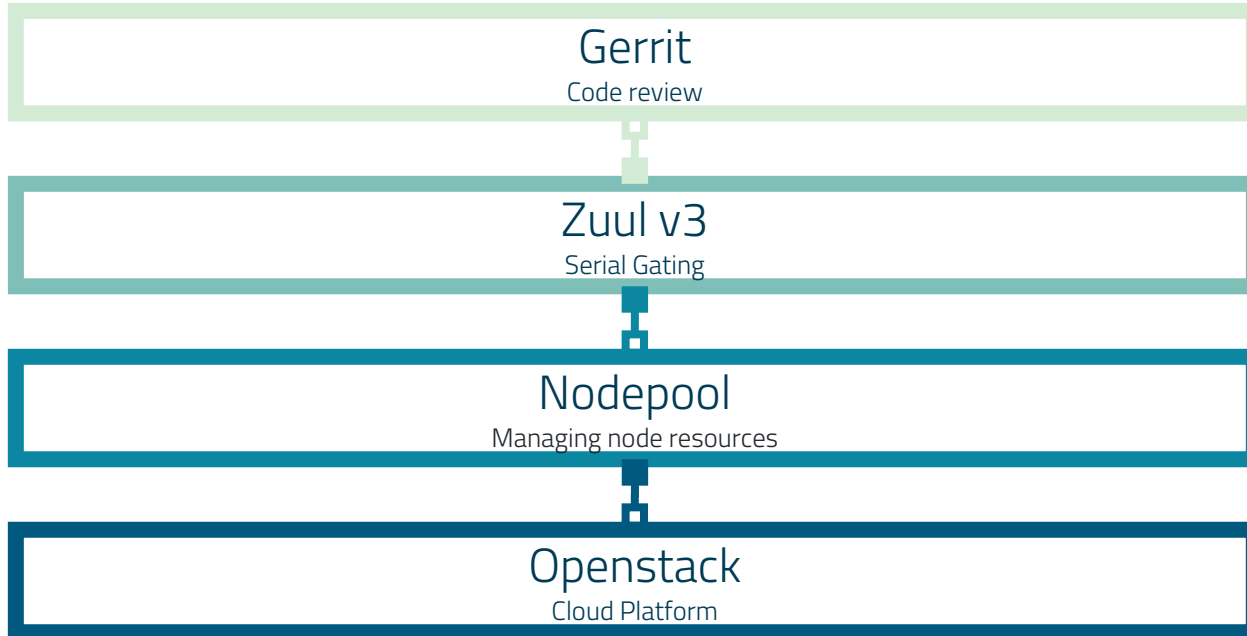 Gerrit
Code review
Zuul v3
Serial Gating
Nodepool
Managing node resources
Openstack
Cloud Platform